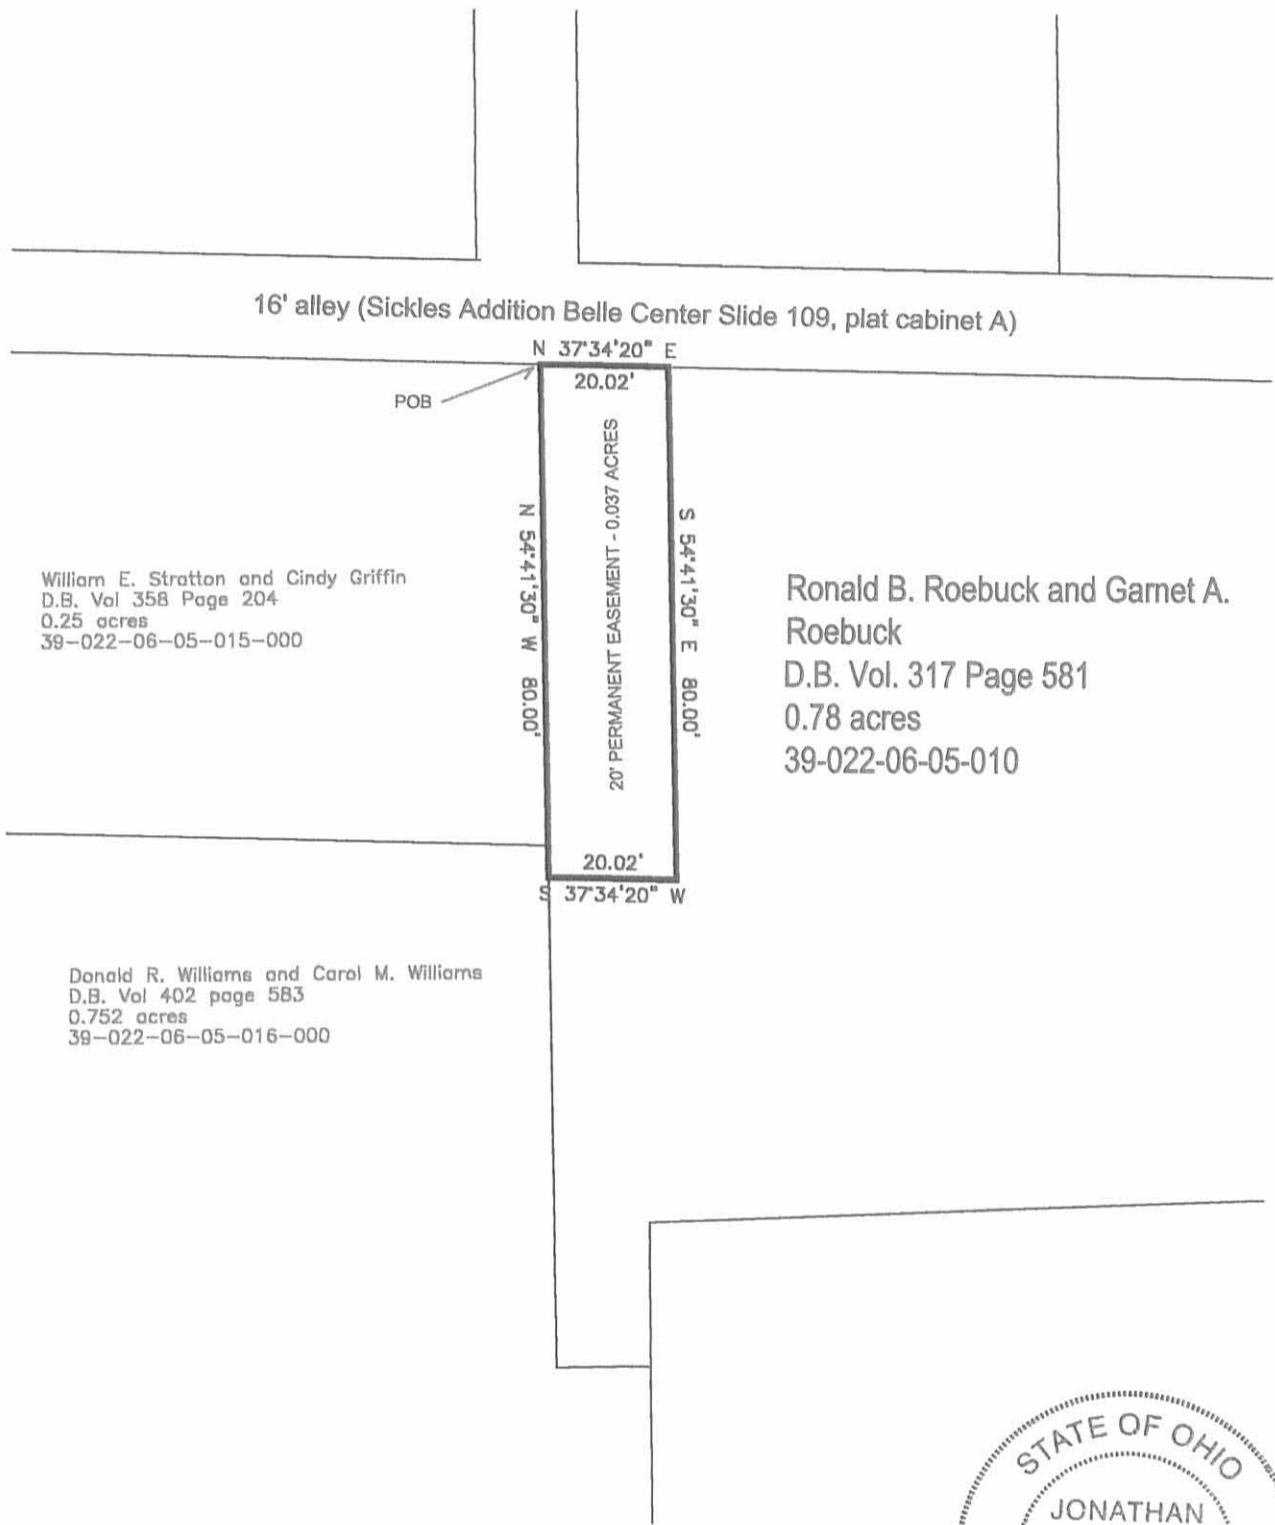 16' alley (Sickles Addition Belle Center Slide 109, plat cabinet A)
N 37°34'20" E
20.02'
POB
20' PERMANENT EASEMENT - 0.037 ACRES
N 54°41'30" W 80.00'
S 54°41'30" E 80.00'
William E. Stratton and Cindy Griffin
D.B. Vol 358 Page 204
0.25 acres
39-022-06-05-015-000
Ronald B. Roebuck and Garnet A.
Roebuck
D.B. Vol. 317 Page 581
0.78 acres
39-022-06-05-010
20.02'
S 37°34'20" W
Donald R. Williams and Carol M. Williams
D.B. Vol 402 page 583
0.752 acres
39-022-06-05-016-000
STATE OF OHIO
JONATHAN